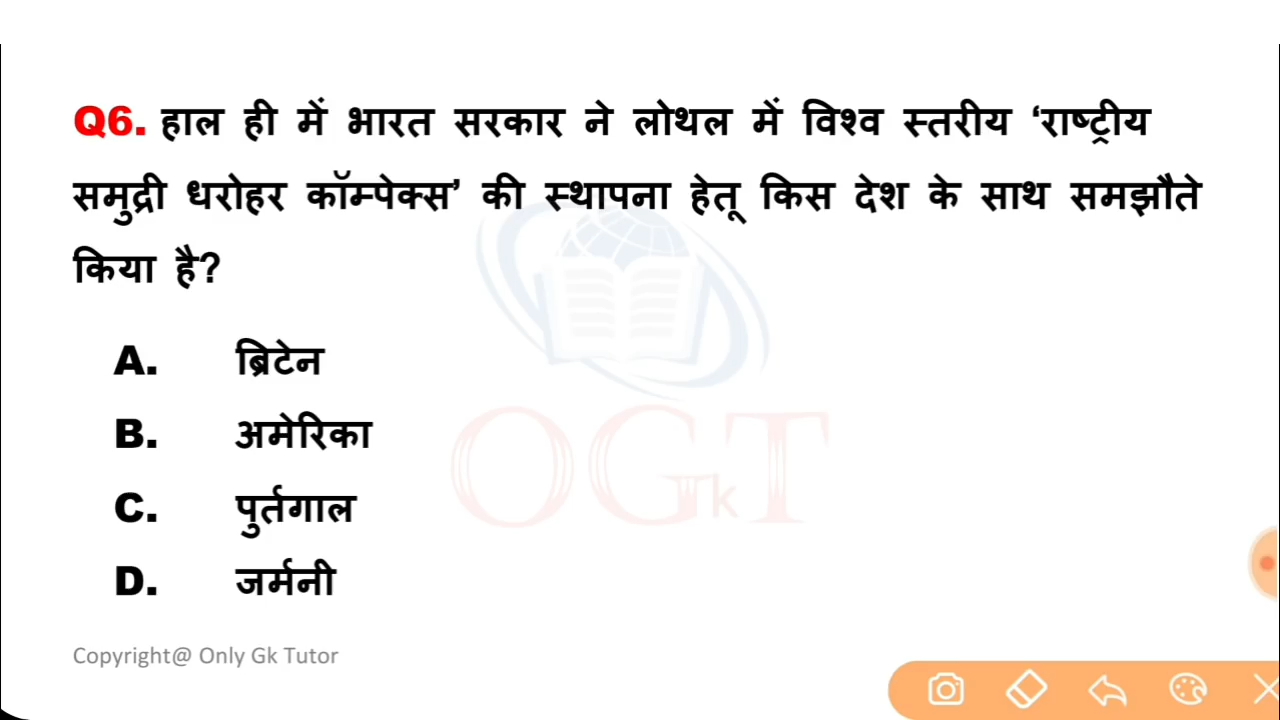 Q6. हाल ही में भारत सरकार ने लोथल में विश्व स्तरीय ‘राष्ट्रीय
समुद्री धरोहर कॉम्पेक्स’ की स्थापना हेतू किस देश के साथ समझौते
किया है?
A. ब्रिटेन
B. अमेरिका
C. पुर्तगाल
D. जर्मनी
OGT
Gk
Copyright@ Only Gk Tutor